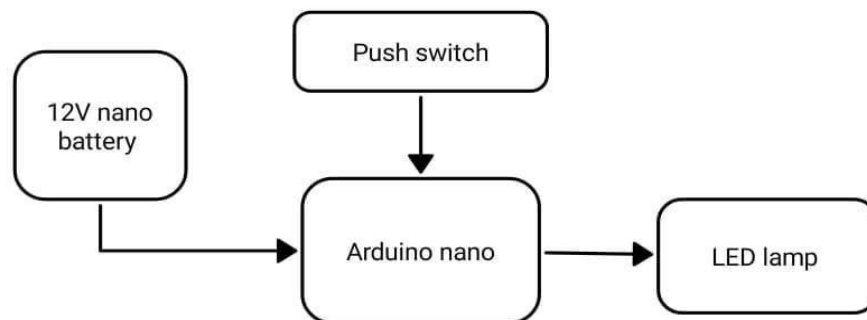 Push switch
12V nano
battery
Arduino nano
LED lamp